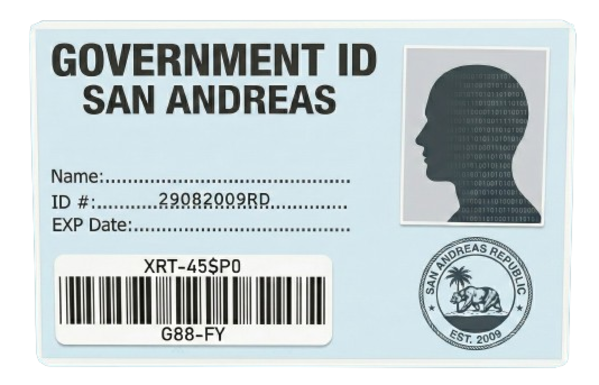 GOVERNMENT ID
SAN ANDREAS
Name:.............................................
ID #:...........29082009RD..............
EXP Date:........................................
XRT-45$P0
G88-FY
SAN ANDREAS REPUBLIC
EST. 2009